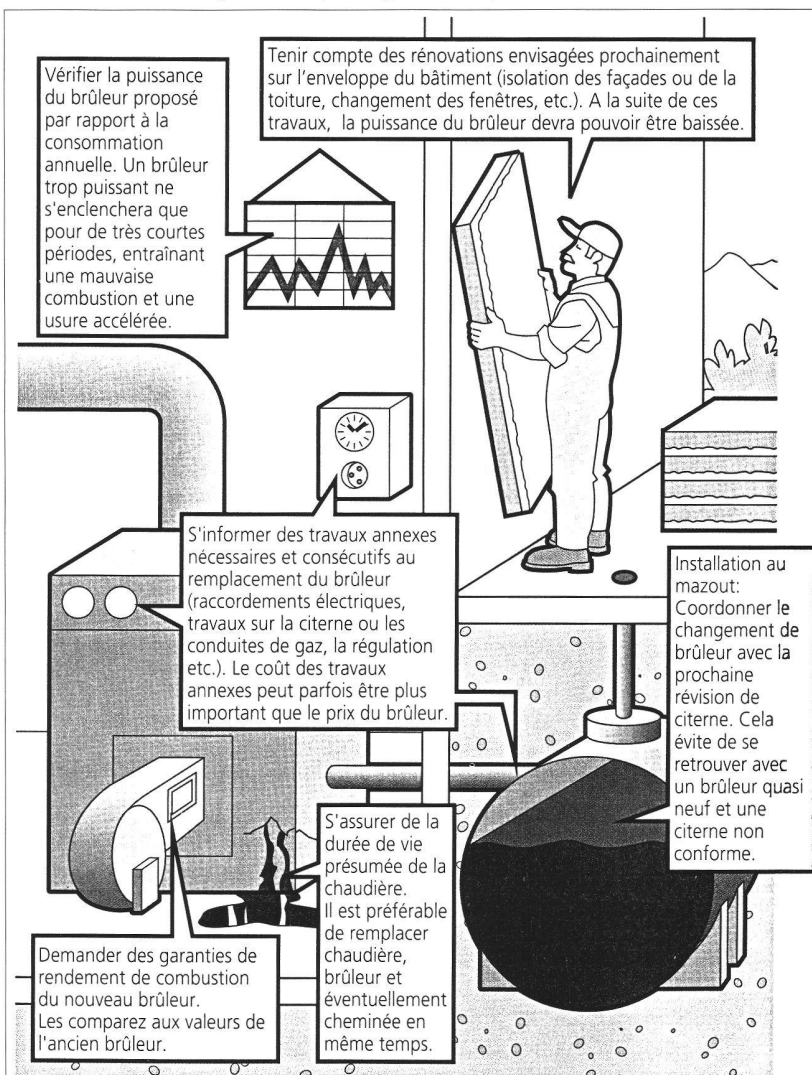 Vérifier la puissance
du brûleur proposé
par rapport à la
consommation
annuelle. Un brûleur
trop puissant ne
s'enclenchera que
pour de très courtes
périodes, entraînant
une mauvaise
combustion et une
usure accélérée.
Tenir compte des rénovations envisagées prochainement
sur l'enveloppe du bâtiment (isolation des façades ou de la
toiture, changement des fenêtres, etc.). A la suite de ces
travaux, la puissance du brûleur devra pouvoir être baissée.
S'informer des travaux annexes
nécessaires et consécutifs au
remplacement du brûleur
(raccordements électriques,
travaux sur la citerne ou les
conduites de gaz, la régulation
etc.). Le coût des travaux
annexes peut parfois être plus
important que le prix du brûleur.
Installation au
mazout:
Coordonner le
changement de
brûleur avec la
prochaine
révision de
citerne. Cela
évite de se
retrouver avec
un brûleur quasi
neuf et une
citerne non
conforme.
S'assurer de la
durée de vie
présumée de la
chaudière.
Il est préférable
de remplacer
chaudière,
brûleur et
éventuellement
cheminée en
même temps.
Demander des garanties de
rendement de combustion
du nouveau brûleur.
Les comparez aux valeurs de
l'ancien brûleur.